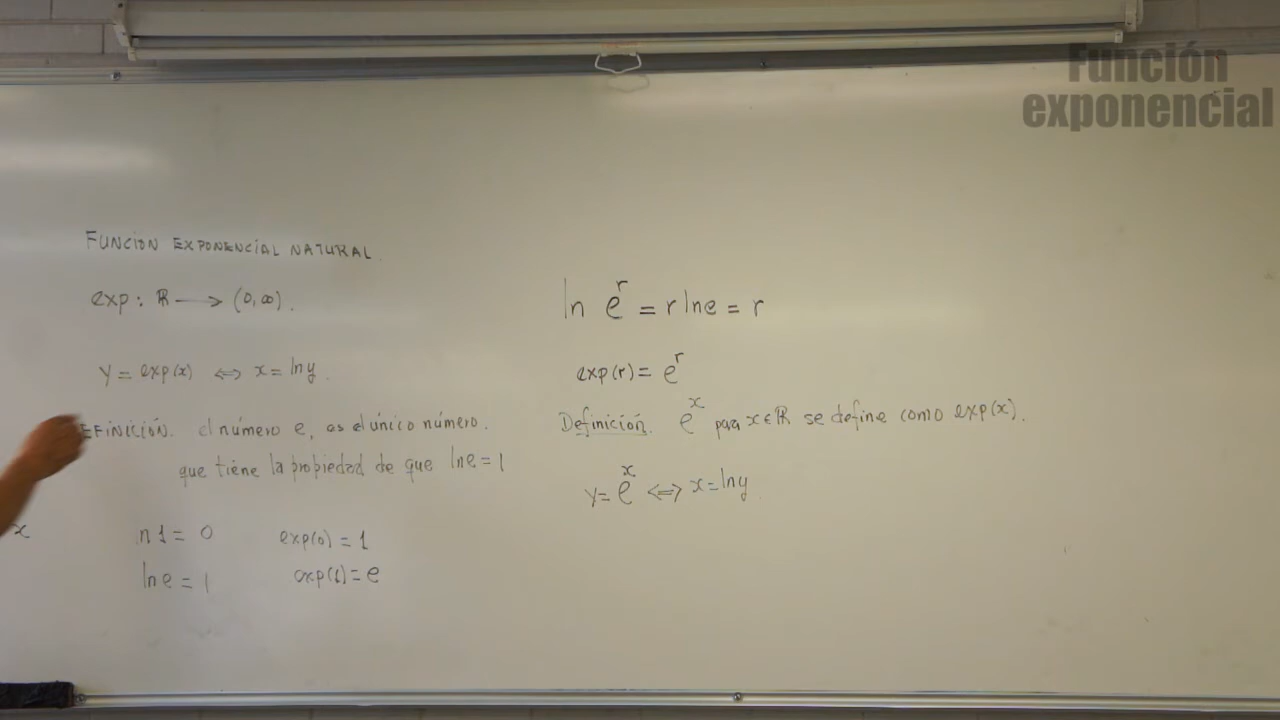 Función
exponencial
FUNCION EXPONENCIAL NATURAL.
exp: ℝ ⟶ (0,∞).
y = exp(x) ⇔ x = ln y.
EFINICIÓN. el número e, es el único número.
que tiene la propiedad de que ln e = 1
x
n 1 = 0 exp(0) = 1
ln e = 1 exp(1) = e
ln e^r = r ln e = r
exp(r) = e^r
Definición. e^x para x∈ℝ se define como exp(x).
y = e^x ⇔ x = ln y.